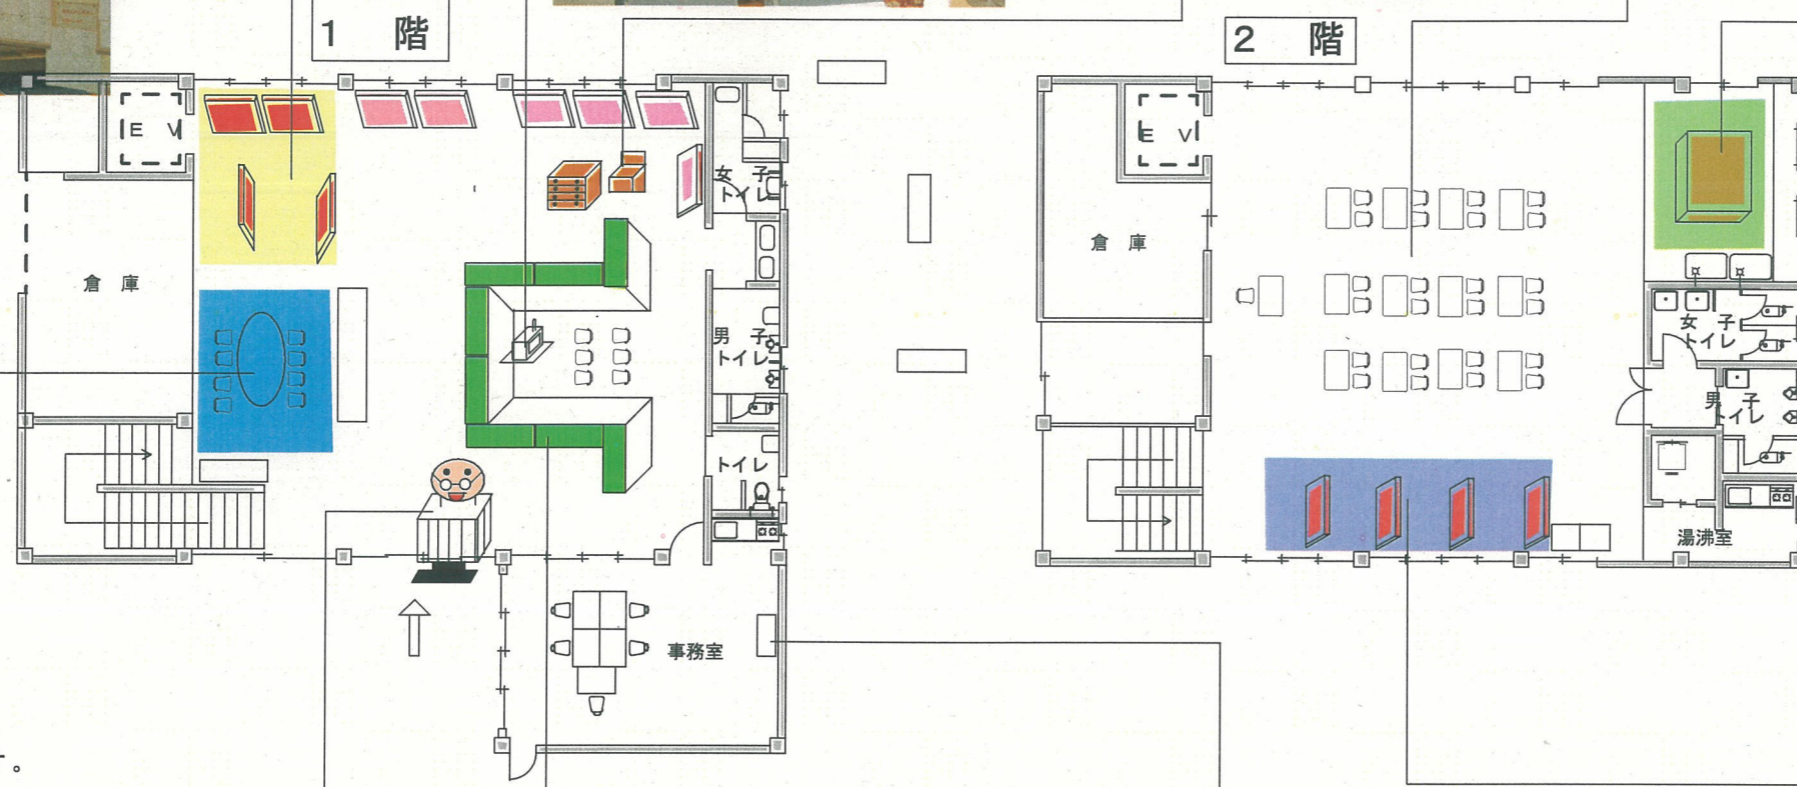 1 階
2 階
E V
女 子
トイレ
倉 庫
男 子
トイレ
トイレ
事務室
E V
倉 庫
女 子
トイレ
男 子
トイレ
湯沸室
。